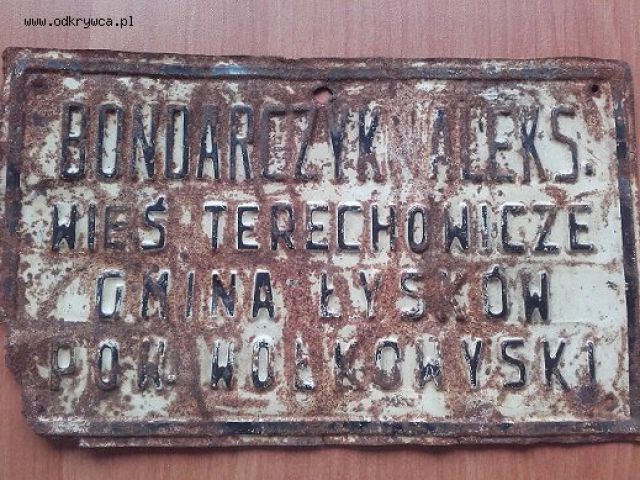 www.odkrywca.pl
BONDARCZYK ALEKS.
WIEŚ TERECHOWICZE
GMINA ŁYSKÓW
POW. WOŁKOWYSKI